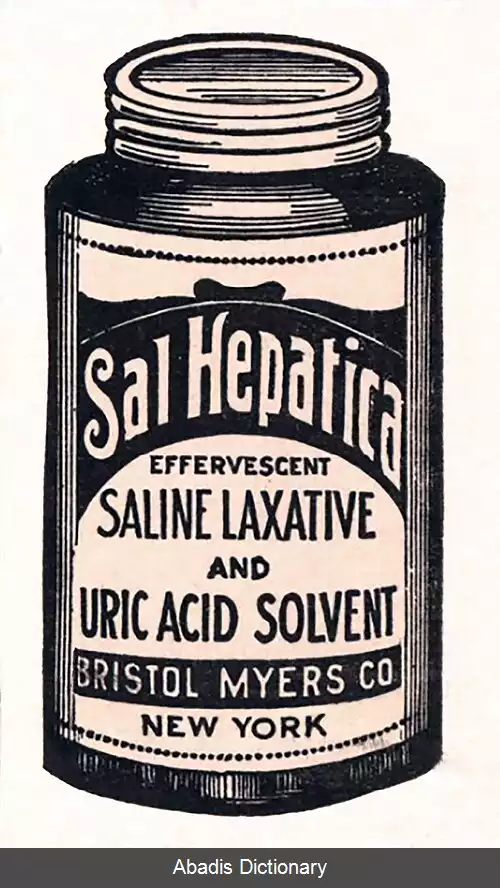 Sal Hepatica
EFFERVESCENT
SALINE LAXATIVE
AND
URIC ACID SOLVENT
BRISTOL MYERS CO
NEW YORK
Abadis Dictionary